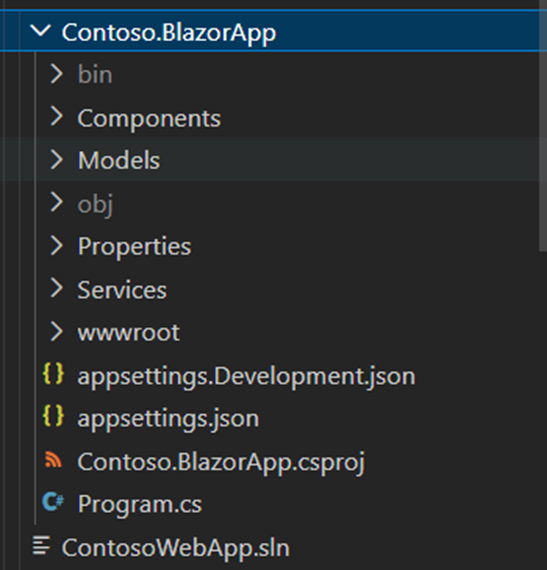 Contoso.BlazorApp
bin
Components
Models
obj
Properties
Services
wwwroot
{} appsettings.Development.json
{} appsettings.json
Contoso.BlazorApp.csproj
C# Program.cs
ContosoWebApp.sln